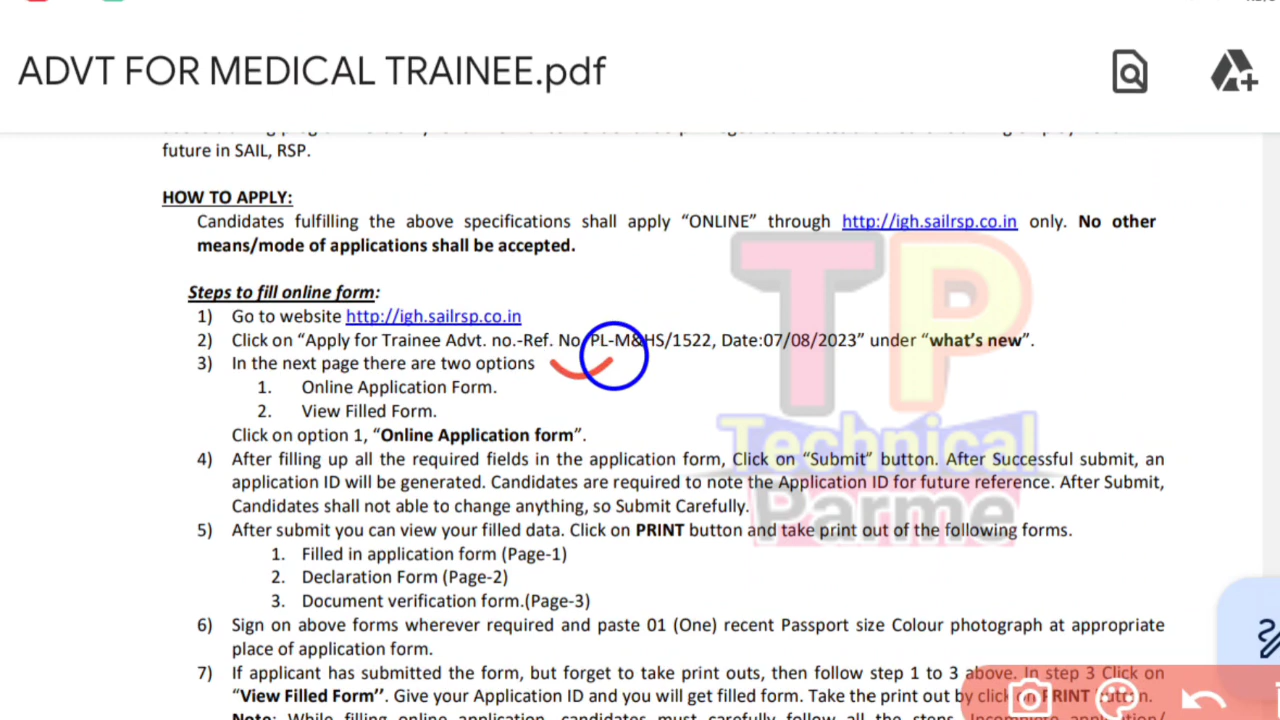 ADVT FOR MEDICAL TRAINEE.pdf
future in SAIL, RSP.
HOW TO APPLY:
Candidates fulfilling the above specifications shall apply “ONLINE” through http://igh.sailrsp.co.in only. No other
means/mode of applications shall be accepted.
Steps to fill online form:
1) Go to website http://igh.sailrsp.co.in
2) Click on “Apply for Trainee Advt. no.-Ref. No. PL-M&HS/1522, Date:07/08/2023” under “what’s new”.
3) In the next page there are two options
1. Online Application Form.
2. View Filled Form.
Click on option 1, “Online Application form”.
4) After filling up all the required fields in the application form, Click on “Submit” button. After Successful submit, an
application ID will be generated. Candidates are required to note the Application ID for future reference. After Submit,
Candidates shall not able to change anything, so Submit Carefully.
5) After submit you can view your filled data. Click on PRINT button and take print out of the following forms.
1. Filled in application form (Page-1)
2. Declaration Form (Page-2)
3. Document verification form.(Page-3)
6) Sign on above forms wherever required and paste 01 (One) recent Passport size Colour photograph at appropriate
place of application form.
7) If applicant has submitted the form, but forget to take print outs, then follow step 1 to 3 above. In step 3 Click on
“View Filled Form”. Give your Application ID and you will get filled form. Take the print out by click on PRINT button.
Note: While filling online application, candidates must carefully follow all the steps. Incomplete application/
TP
Technical
Parme